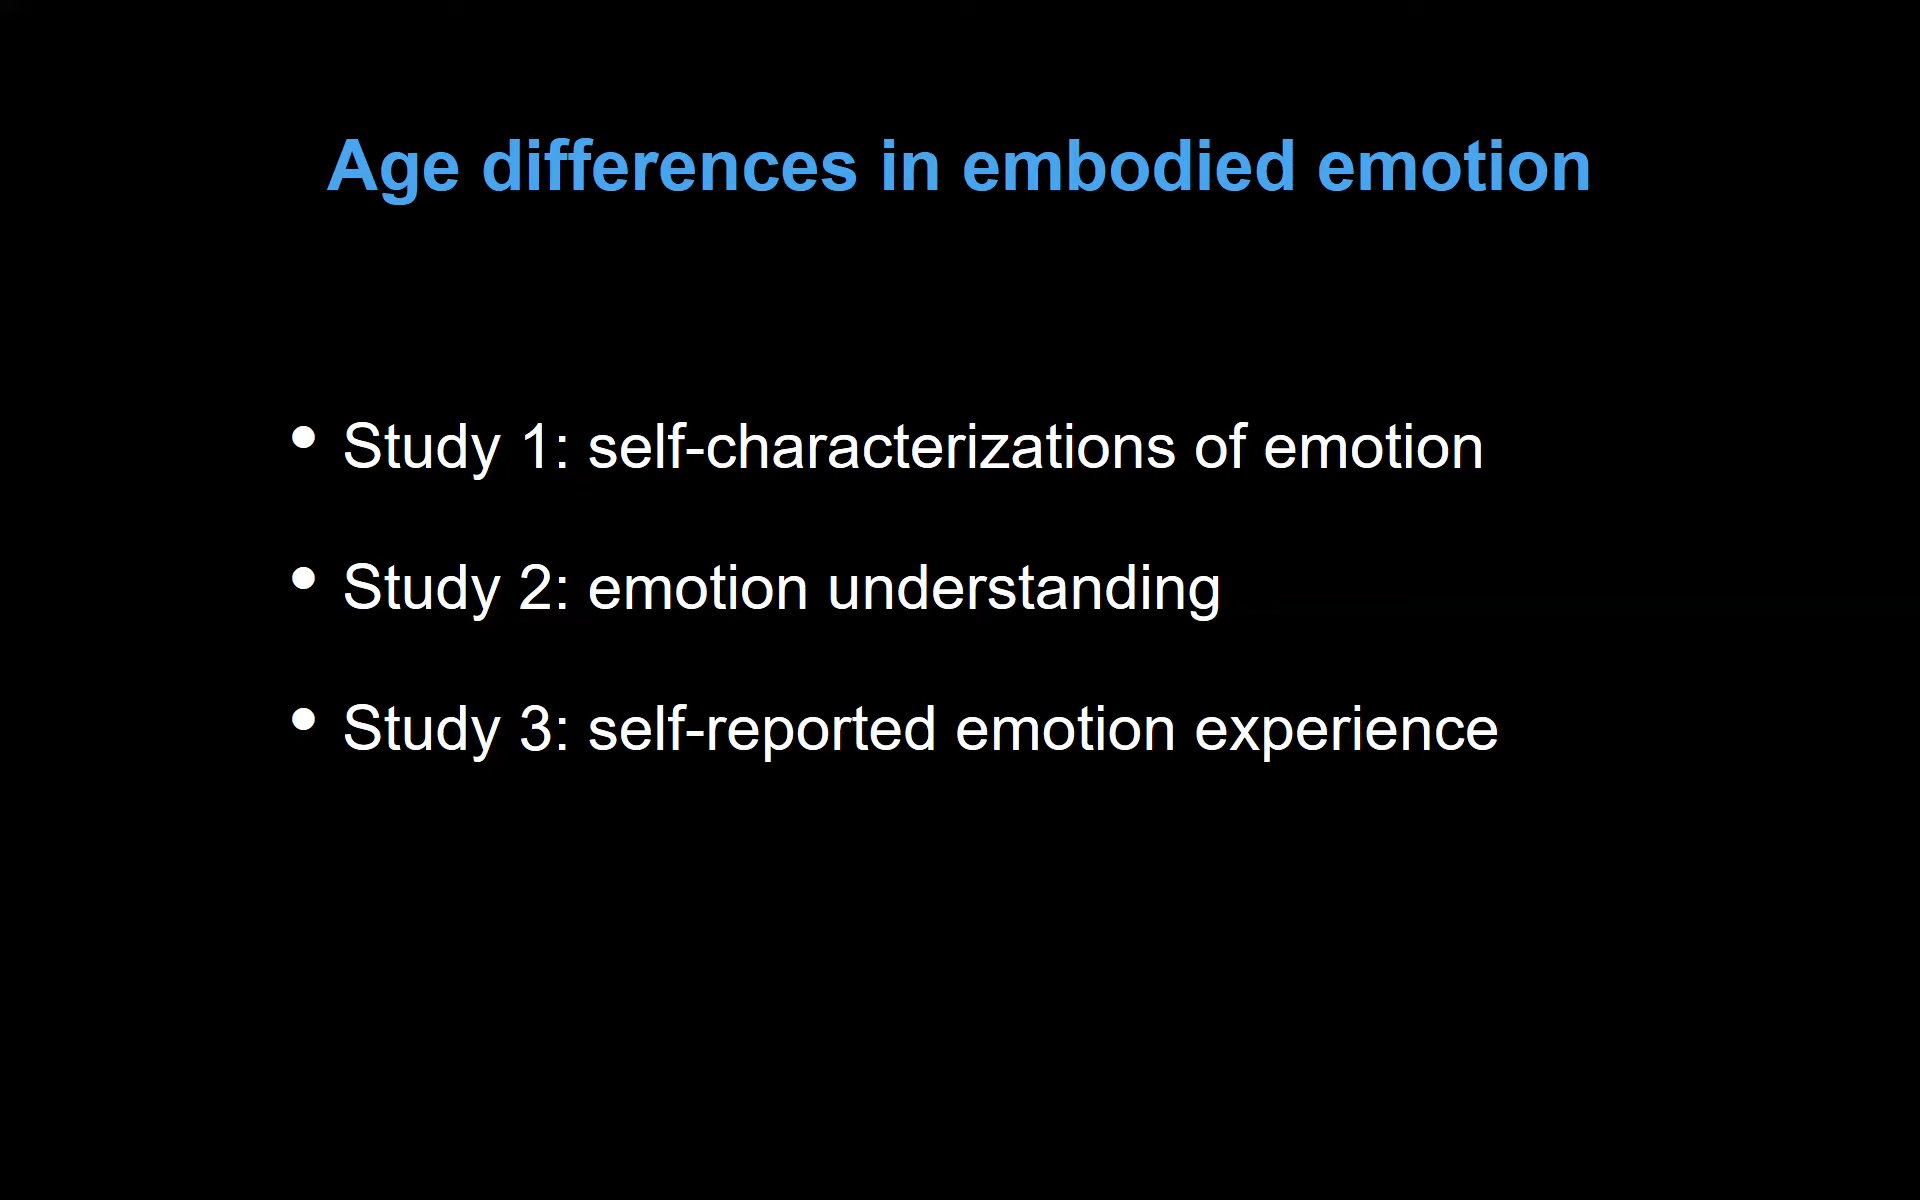 Age differences in embodied emotion
• Study 1: self-characterizations of emotion
• Study 2: emotion understanding
• Study 3: self-reported emotion experience